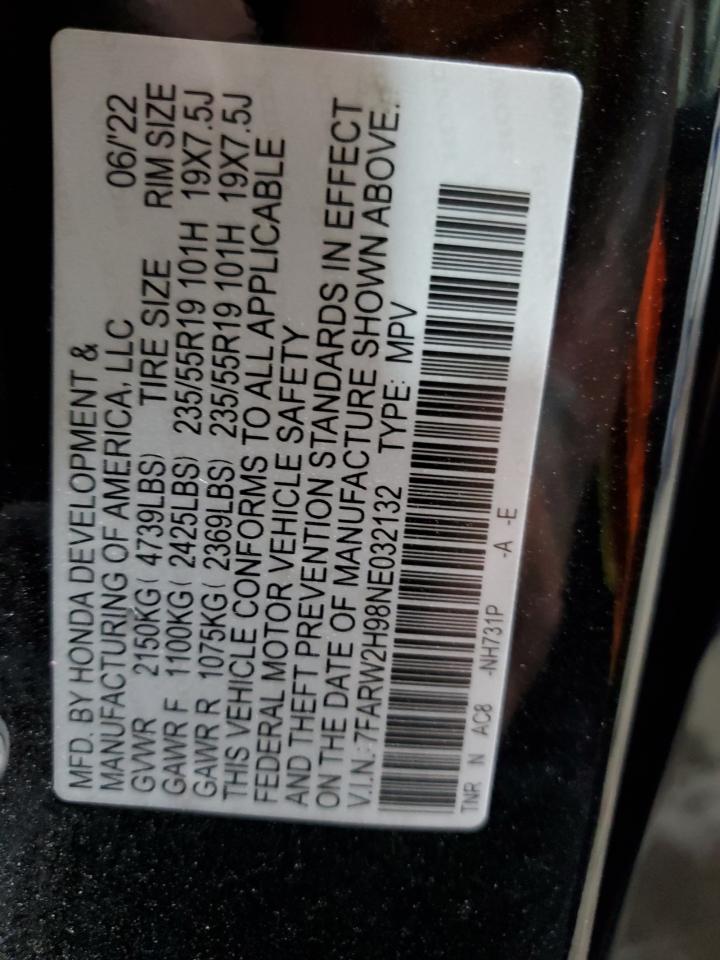 MFD. BY HONDA DEVELOPMENT &
MANUFACTURING OF AMERICA, LLC 06/'22
GVWR 2150KG( 4739LBS) TIRE SIZE RIM SIZE
GAWR F 1100KG( 2425LBS) 235/55R19 101H 19X7.5J
GAWR R 1075KG( 2369LBS) 235/55R19 101H 19X7.5J
THIS VEHICLE CONFORMS TO ALL APPLICABLE
FEDERAL MOTOR VEHICLE SAFETY
AND THEFT PREVENTION STANDARDS IN EFFECT
ON THE DATE OF MANUFACTURE SHOWN ABOVE.
V.I.N.:7FARW2H98NE032132 TYPE: MPV
TNR N AC8 -NH731P -A -E